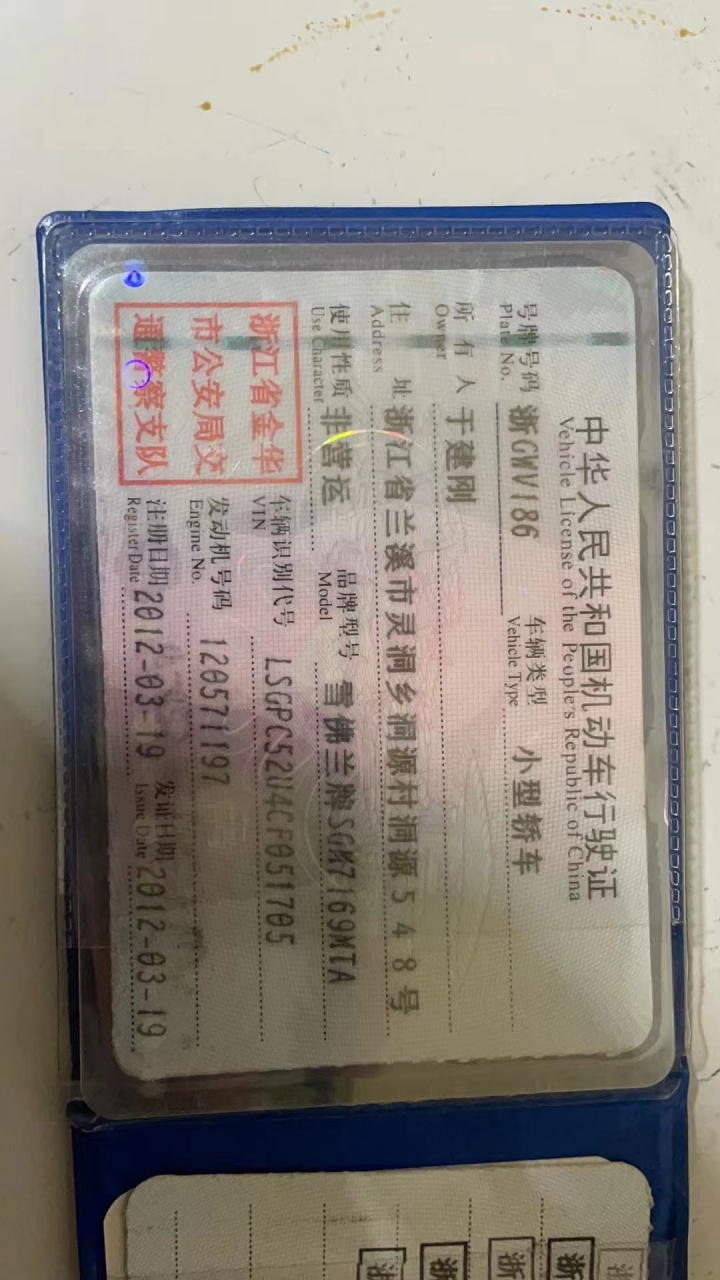 中华人民共和国机动车行驶证
Vehicle License of the People's Republic of China
号牌号码 浙GWV186 车辆类型 小型轿车
Plate No. Vehicle Type
所有人 于建刚
Owner
住址 浙江省兰溪市灵洞乡洞源村洞源548号
Address
使用性质 非营运 品牌型号 雪佛兰牌SGM7169MTA
Use Character Model
浙江省金华
市公安局交
通警察支队
车辆识别代号 LSGPC52U4CF051705
VIN
发动机号码 120571197
Engine No.
注册日期 2012-03-19 发证日期 2012-03-19
Register Date Issue Date
浙
浙
浙